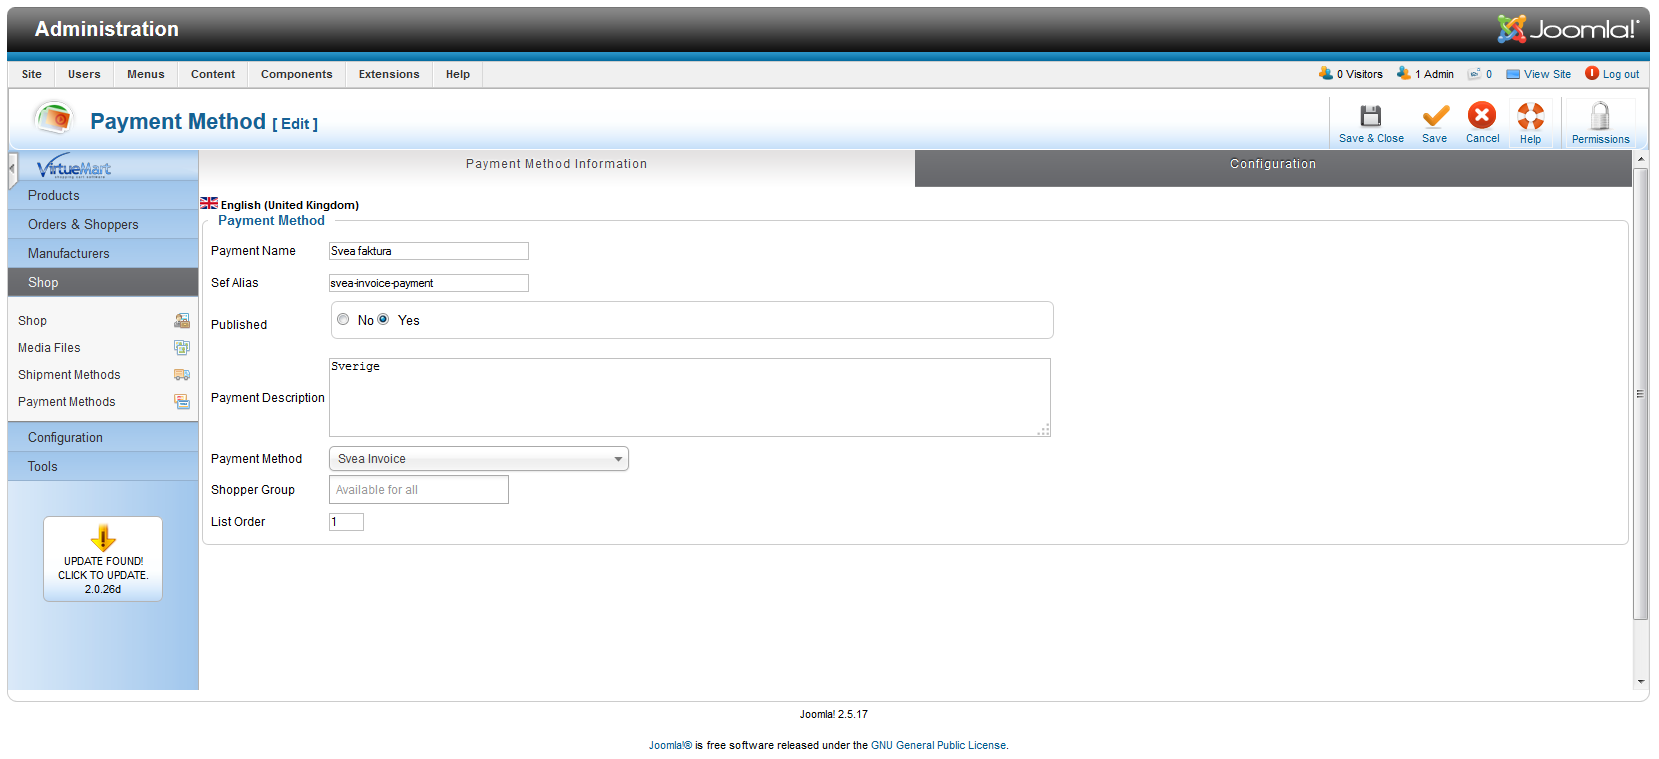 Administration
Joomla!
Site Users Menus Content Components Extensions Help
0 Visitors 1 Admin 0 View Site Log out
Payment Method [ Edit ]
Save & Close Save Cancel Help Permissions
VirtueMart
Payment Method Information Configuration
Products
Orders & Shoppers
Manufacturers
Shop
Shop
Media Files
Shipment Methods
Payment Methods
Configuration
Tools
UPDATE FOUND!
CLICK TO UPDATE.
2.0.26d
English (United Kingdom)
Payment Method
Payment Name Svea faktura
Sef Alias svea-invoice-payment
Published No Yes
Payment Description Sverige
Payment Method Svea Invoice
Shopper Group Available for all
List Order 1
Joomla! 2.5.17
Joomla!® is free software released under the GNU General Public License.